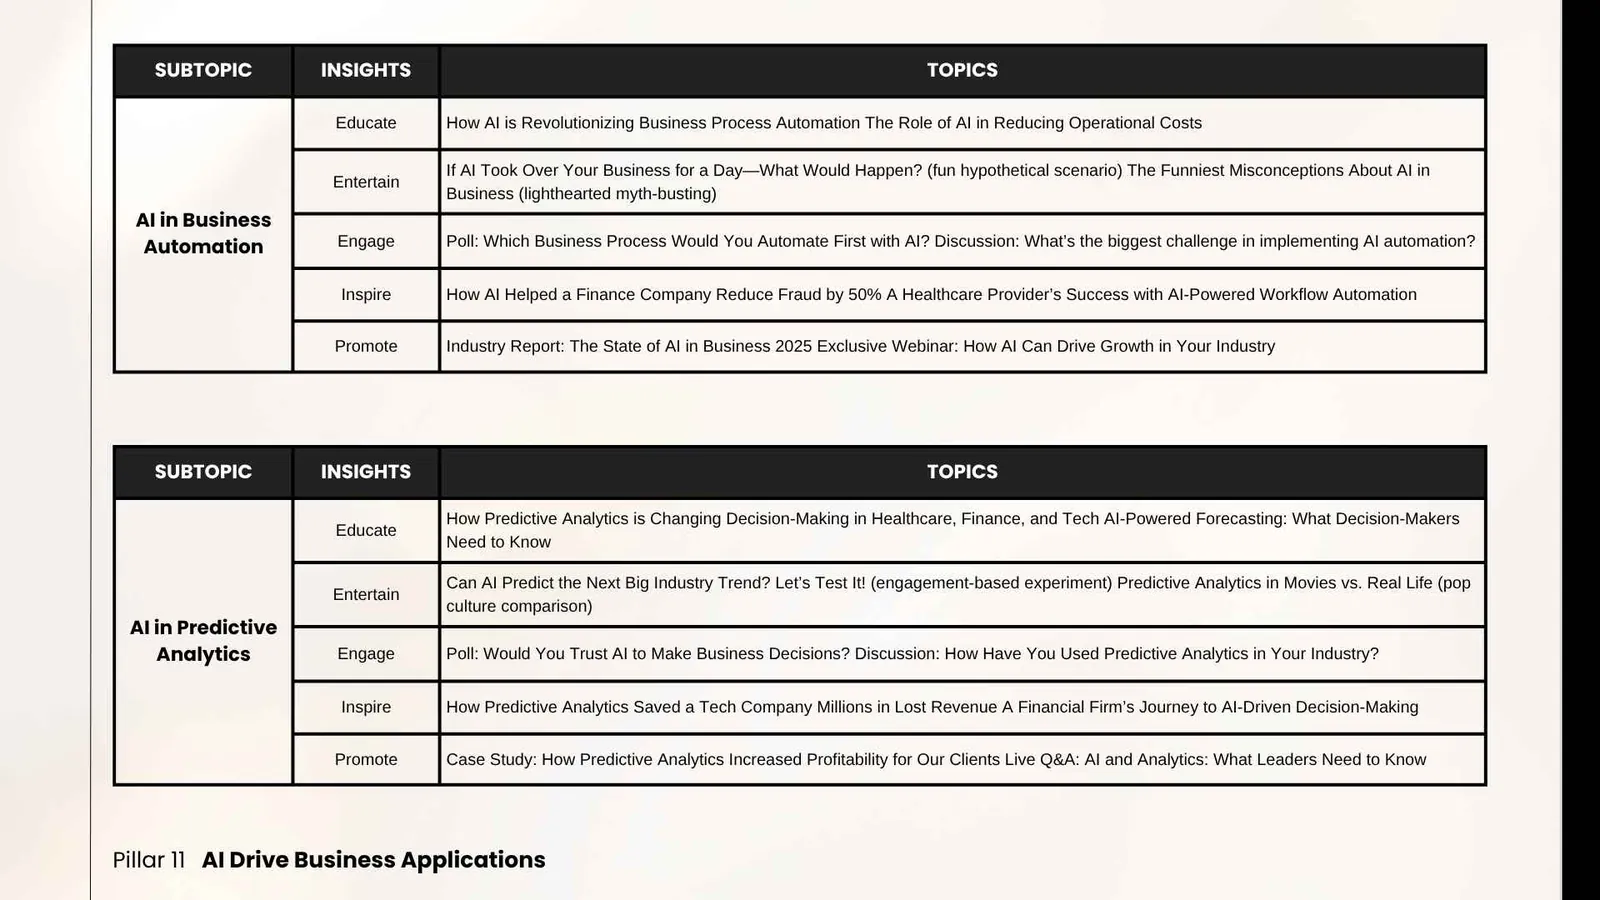 SUBTOPIC INSIGHTS TOPICS
AI in Business
Automation
Educate
How AI is Revolutionizing Business Process Automation The Role of AI in Reducing Operational Costs
Entertain
If AI Took Over Your Business for a Day—What Would Happen? (fun hypothetical scenario) The Funniest Misconceptions About AI in
Business (lighthearted myth-busting)
Engage
Poll: Which Business Process Would You Automate First with AI? Discussion: What’s the biggest challenge in implementing AI automation?
Inspire
How AI Helped a Finance Company Reduce Fraud by 50% A Healthcare Provider’s Success with AI-Powered Workflow Automation
Promote
Industry Report: The State of AI in Business 2025 Exclusive Webinar: How AI Can Drive Growth in Your Industry
SUBTOPIC INSIGHTS TOPICS
AI in Predictive
Analytics
Educate
How Predictive Analytics is Changing Decision-Making in Healthcare, Finance, and Tech AI-Powered Forecasting: What Decision-Makers
Need to Know
Entertain
Can AI Predict the Next Big Industry Trend? Let’s Test It! (engagement-based experiment) Predictive Analytics in Movies vs. Real Life (pop
culture comparison)
Engage
Poll: Would You Trust AI to Make Business Decisions? Discussion: How Have You Used Predictive Analytics in Your Industry?
Inspire
How Predictive Analytics Saved a Tech Company Millions in Lost Revenue A Financial Firm’s Journey to AI-Driven Decision-Making
Promote
Case Study: How Predictive Analytics Increased Profitability for Our Clients Live Q&A: AI and Analytics: What Leaders Need to Know
Pillar 11 AI Drive Business Applications